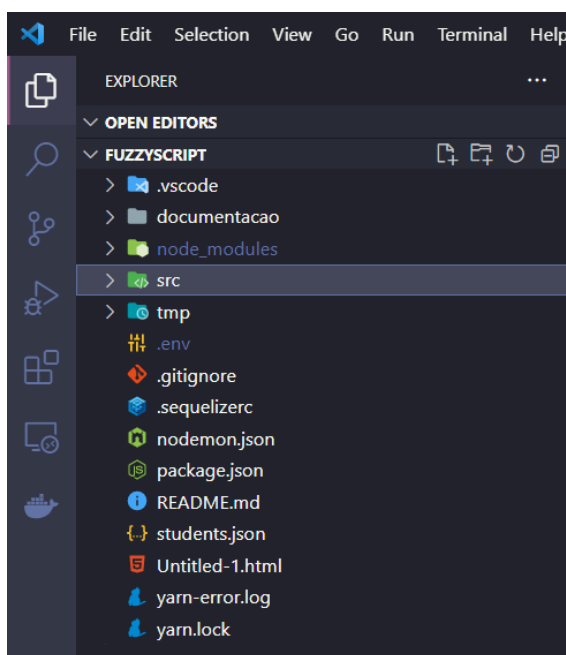 File Edit Selection View Go Run Terminal Help
EXPLORER
OPEN EDITORS
FUZZYSCRIPT
.vscode
documentacao
node_modules
src
tmp
.env
.gitignore
.sequelizerc
nodemon.json
package.json
README.md
students.json
Untitled-1.html
yarn-error.log
yarn.lock